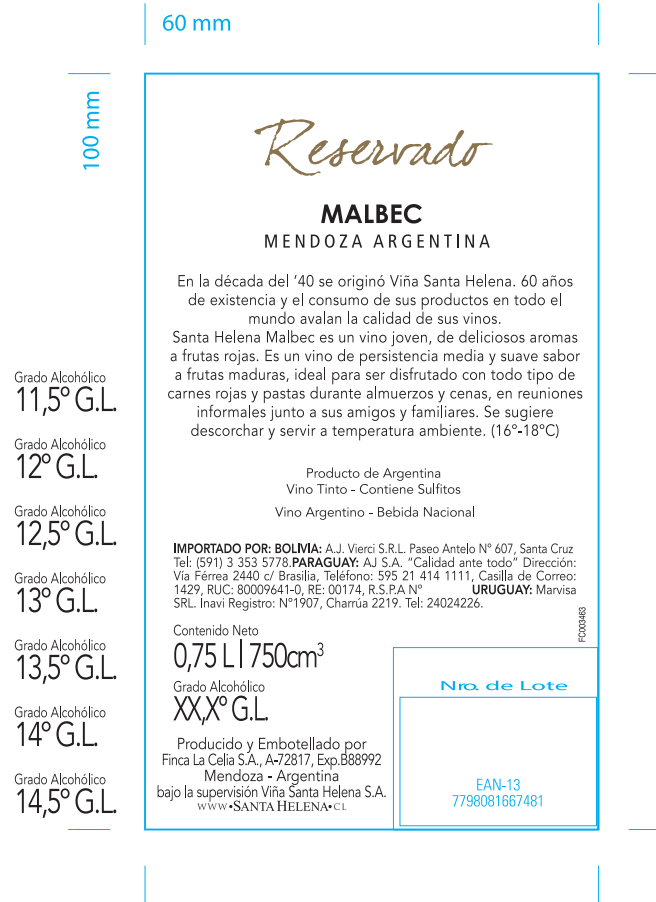 60 mm
100 mm
Reservado
MALBEC
MENDOZA ARGENTINA
En la década del '40 se originó Viña Santa Helena. 60 años
de existencia y el consumo de sus productos en todo el
mundo avalan la calidad de sus vinos.
Santa Helena Malbec es un vino joven, de deliciosos aromas
a frutas rojas. Es un vino de persistencia media y suave sabor
a frutas maduras, ideal para ser disfrutado con todo tipo de
carnes rojas y pastas durante almuerzos y cenas, en reuniones
informales junto a sus amigos y familiares. Se sugiere
descorchar y servir a temperatura ambiente. (16°-18°C)
Producto de Argentina
Vino Tinto - Contiene Sulfitos
Vino Argentino - Bebida Nacional
IMPORTADO POR: BOLIVIA: A.J. Vierci S.R.L. Paseo Antelo N° 607, Santa Cruz
Tel: (591) 3 353 5778.PARAGUAY: AJ S.A. "Calidad ante todo" Dirección:
Vía Férrea 2440 c/ Brasilia, Teléfono: 595 21 414 1111, Casilla de Correo:
1429, RUC: 80009641-0, RE: 00174, R.S.P.A N° URUGUAY: Marvisa
SRL. Inavi Registro: N°1907, Charrúa 2219. Tel: 24024226.
FC003463
Contenido Neto
0,75 L | 750cm³
Grado Alcohólico
XX,X° G.L.
Producido y Embotellado por
Finca La Celia S.A., A-72817, Exp.B88992
Mendoza - Argentina
bajo la supervisión Viña Santa Helena S.A.
WWW•SANTA HELENA•CL
Nro. de Lote
EAN-13
7798081667481
Grado Alcohólico
11,5° G.L.
Grado Alcohólico
12° G.L.
Grado Alcohólico
12,5° G.L.
Grado Alcohólico
13° G.L.
Grado Alcohólico
13,5° G.L.
Grado Alcohólico
14° G.L.
Grado Alcohólico
14,5° G.L.